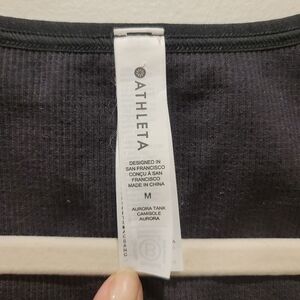 ATHLETA
DESIGNED IN
SAN FRANCISCO
CONÇU À SAN
FRANCISCO
MADE IN CHINA
M
AURORA TANK
CAMISOLE
AURORA
B